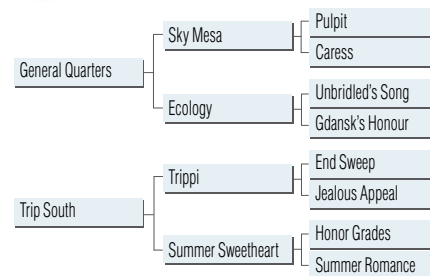 Pulpit
Sky Mesa
Caress
General Quarters
Unbridled's Song
Ecology
Gdansk's Honour
End Sweep
Trippi
Jealous Appeal
Trip South
Honor Grades
Summer Sweetheart
Summer Romance